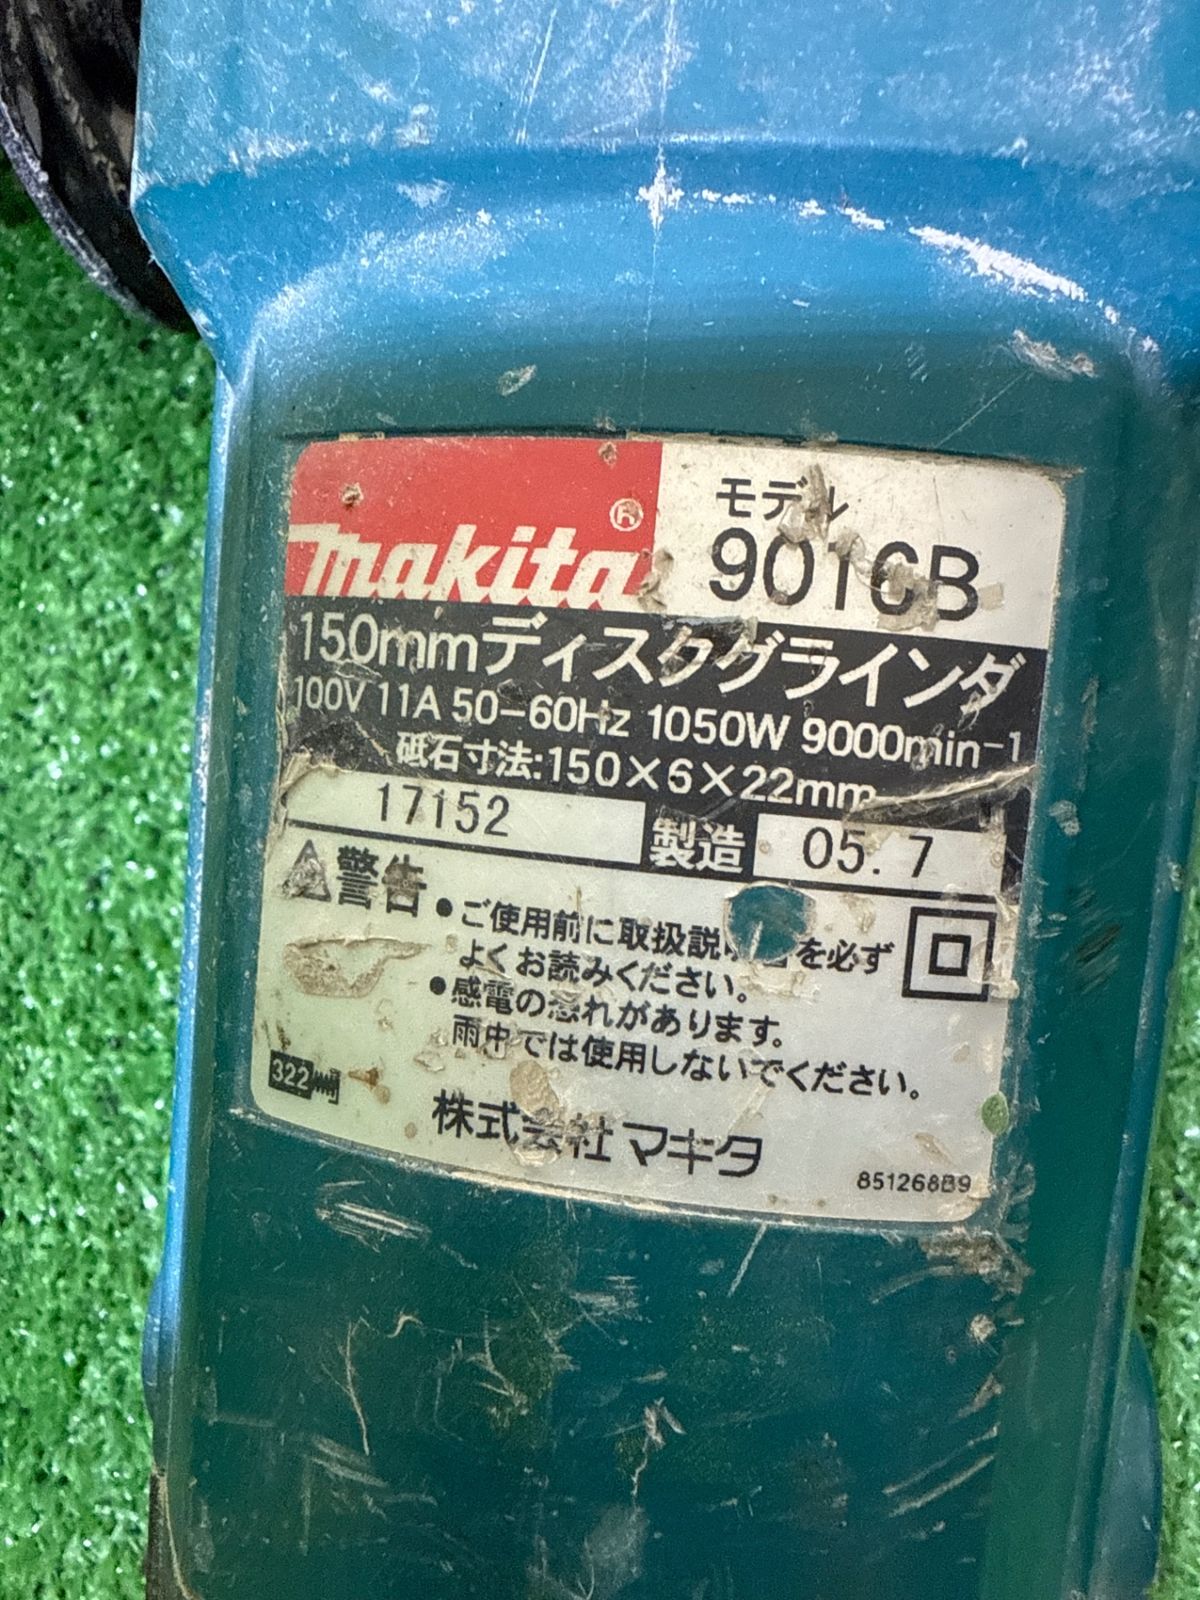 makita®
モデル
9016B
150mmディスクグラインダ
100V 11A 50-60Hz 1050W 9000min-1
砥石寸法:150×6×22mm
17152 製造 05. 7
警告
●ご使用前に取扱説 を必ず
よくお読みください。
●感電の恐れがあります。
雨中では使用しないでください。
322
株式会社 マキタ
851268B9